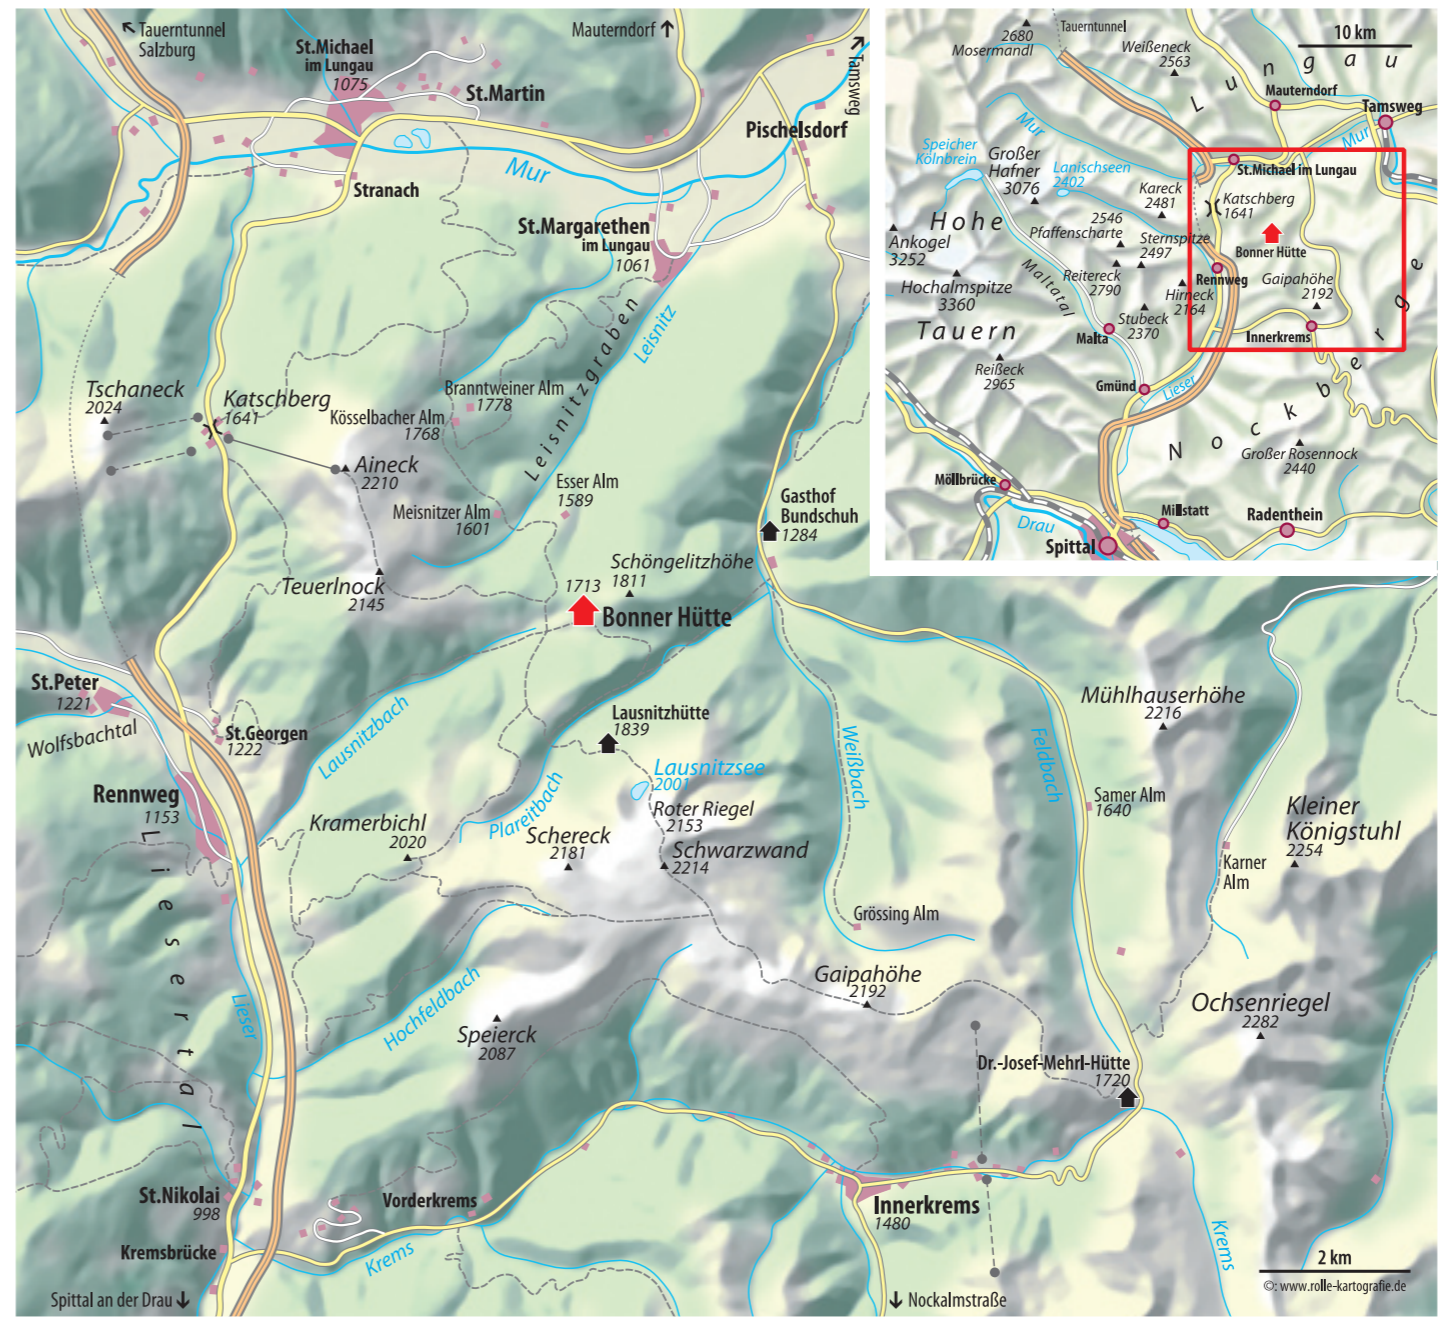 Tauerntunnel
Salzburg
St.Michael
im Lungau
1075
Mauterndorf
Tamsweg
St.Martin
Pischelsdorf
Mur
Stranach
St.Margarethen
im Lungau
1061
Leisnitz
Leisnitzgraben
Tschaneck
2024
Katschberg
1641
Branntweiner Alm
1778
Kösselbacher Alm
1768
Aineck
2210
Esser Alm
1589
Meisnitzer Alm
1601
Gasthof
Bundschuh
1284
Schöngelitzhöhe
1811
Teuerlnock
2145
1713
Bonner Hütte
St.Peter
1221
Wolfsbachtal
St.Georgen
1222
Lausnitzbach
Lausnitzhütte
1839
Weißbach
Feldbach
Mühlhauserhöhe
2216
Rennweg
1153
Lausnitzsee
2001
Plareitbach
Roter Riegel
2153
Samer Alm
1640
Kleiner
Königstuhl
2254
Kramerbichl
2020
Schereck
2181
Schwarzwand
2214
Karner
Alm
Liesertal
Grössing Alm
Gaipahöhe
2192
Lieser
Hochfeldbach
Speierck
2087
Ochsenriegel
2282
Dr.-Josef-Mehrl-Hütte
1720
St.Nikolai
998
Vorderkrems
Innerkrems
1480
Kremsbrücke
Krems
Krems
Spittal an der Drau
Nockalmstraße
2 km
©: www.rolle-kartografie.de
2680
Mosermandl
Tauerntunnel
Weißeneck
2563
10 km
Lungau
Mauterndorf
Tamsweg
Mur
Mur
Speicher
Kölnbrein
Großer
Hafner
3076
Lanischseen
2402
St.Michael im Lungau
Kareck
2481
Katschberg
1641
Hohe
2546
Pfaffenscharte
Sternspitze
2497
Bonner Hütte
Ankogel
3252
Hochalmspitze
3360
Maltatal
Reitereck
2790
Rennweg
Hirneck
2164
Gaipahöhe
2192
Tauern
Stubeck
2370
Malta
Innerkrems
Reißeck
2965
Gmünd
Lieser
Nockberge
Großer Rosennock
2440
Möllbrücke
Drau
Millstatt
Radenthein
Spittal